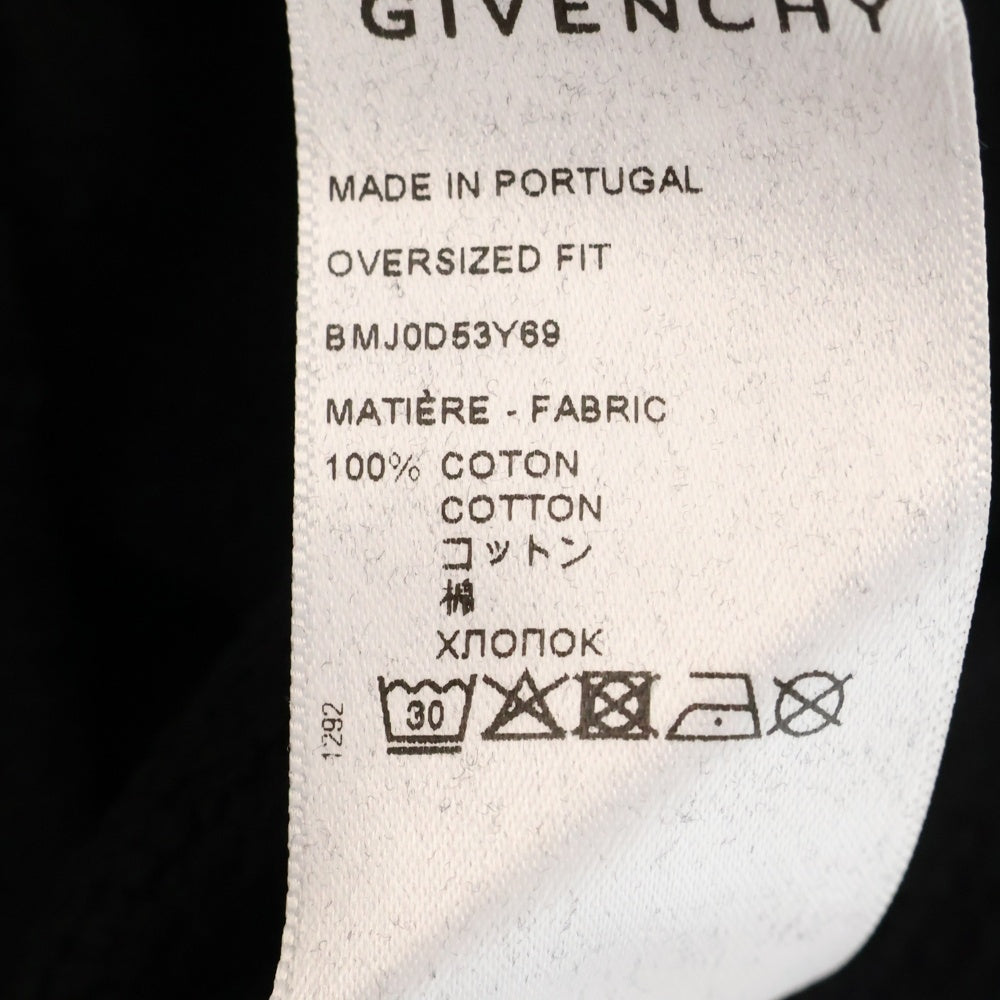 GIVENCHY
MADE IN PORTUGAL
OVERSIZED FIT
BMJ0D53Y69
MATIÈRE - FABRIC
100% COTON
COTTON
コットン
棉
ХЛОПОК
30
1292